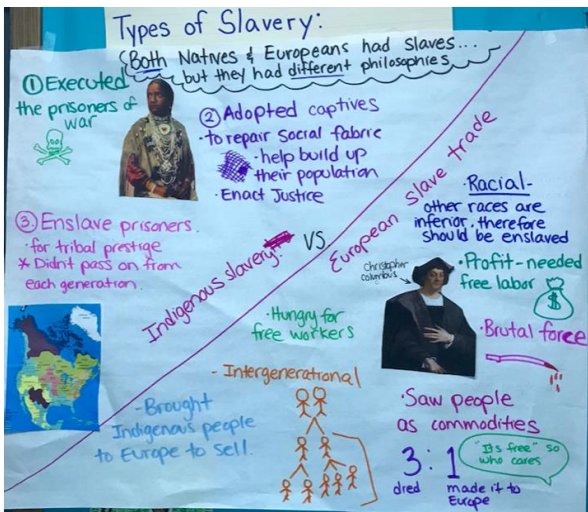 Types of Slavery:
Both Natives & Europeans had slaves...
but they had different philosophies
① Executed
the prisoners of
war
② Adopted captives
· to repair social fabric
· help build up
their population
· Enact Justice
③ Enslave prisoners
· for tribal prestige
* Didnt pass on from
each generation.
Indigenous slavery:
VS.
European slave trade
· Racial-
other races are
inferior, therefore
should be enslaved
Christopher
columbus
· Profit-needed
free labor
$
· Brutal force
· Hungry for
free workers
- Intergenerational
- Brought
Indigenous people
to Europe to sell.
· Saw people
as commodities
"It's free" so
who cares
3 : 1
dred
made it to
Europe